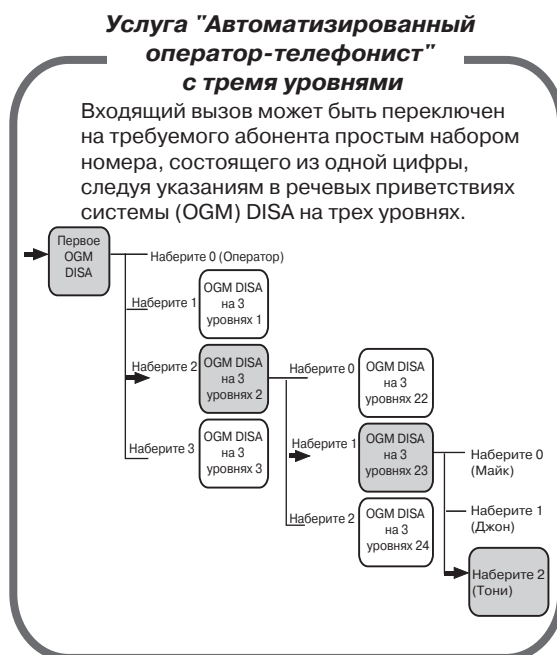 Услуга "Автоматизированный
оператор-телефонист"
с тремя уровнями
Входящий вызов может быть переключен
на требуемого абонента простым набором
номера, состоящего из одной цифры,
следуя указаниям в речевых приветствиях
системы (OGM) DISA на трех уровнях.
Первое
OGM
DISA
Наберите 0 (Оператор)
Наберите 1
OGM DISA
на 3
уровнях 1
Наберите 2
OGM DISA
на 3
уровнях 2
Наберите 3
OGM DISA
на 3
уровнях 3
Наберите 0
OGM DISA
на 3
уровнях 22
Наберите 1
OGM DISA
на 3
уровнях 23
Наберите 2
OGM DISA
на 3
уровнях 24
Наберите 0
(Майк)
Наберите 1
(Джон)
Наберите 2
(Тони)